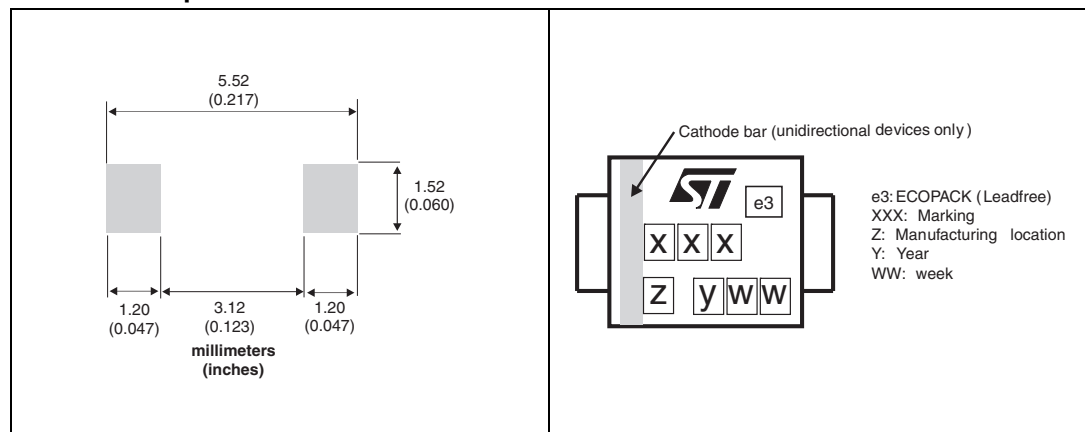 5.52
(0.217)
1.52
(0.060)
1.20
(0.047)
3.12
(0.123)
1.20
(0.047)
millimeters
(inches)
Cathode bar (unidirectional devices only)
ST
e3
x x x
z y w w
e3: ECOPACK (Leadfree)
XXX: Marking
Z: Manufacturing location
Y: Year
WW: week